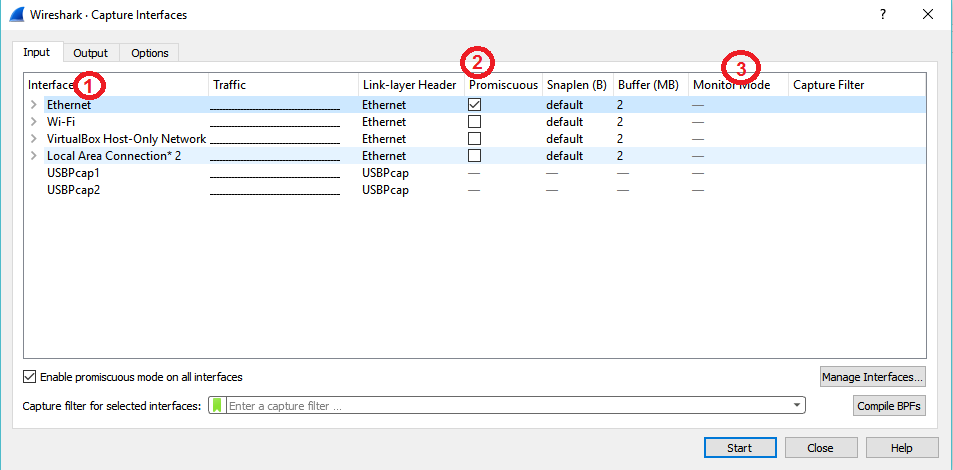 Wireshark · Capture Interfaces
?
Input Output Options
2
3
Interface 1 Traffic Link-layer Header Promiscuous Snaplen (B) Buffer (MB) Monitor Mode Capture Filter
Ethernet Ethernet default 2 —
Wi-Fi Ethernet default 2 —
VirtualBox Host-Only Network Ethernet default 2 —
Local Area Connection* 2 Ethernet default 2 —
USBPcap1 USBPcap — — — —
USBPcap2 USBPcap — — — —
Enable promiscuous mode on all interfaces Manage Interfaces...
Capture filter for selected interfaces: Enter a capture filter ... Compile BPFs
Start Close Help